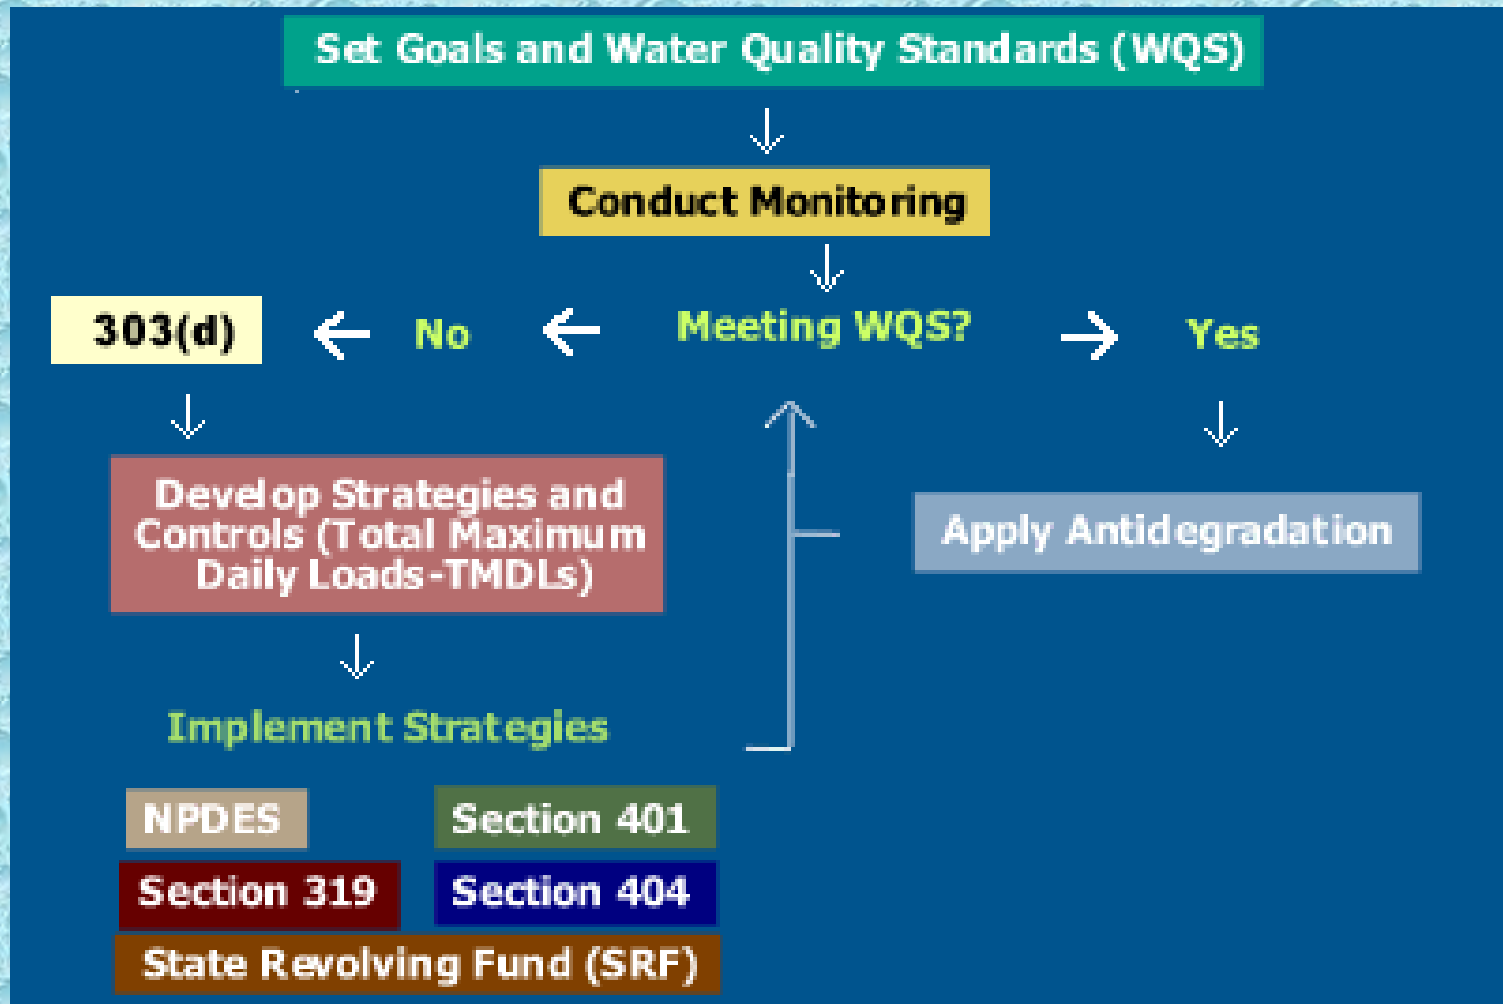 Set Goals and Water Quality Standards (WQS)
Conduct Monitoring
303(d)
No
Meeting WQS?
Yes
Develop Strategies and
Controls (Total Maximum
Daily Loads-TMDLs)
Apply Antidegradation
Implement Strategies
NPDES
Section 401
Section 319
Section 404
State Revolving Fund (SRF)